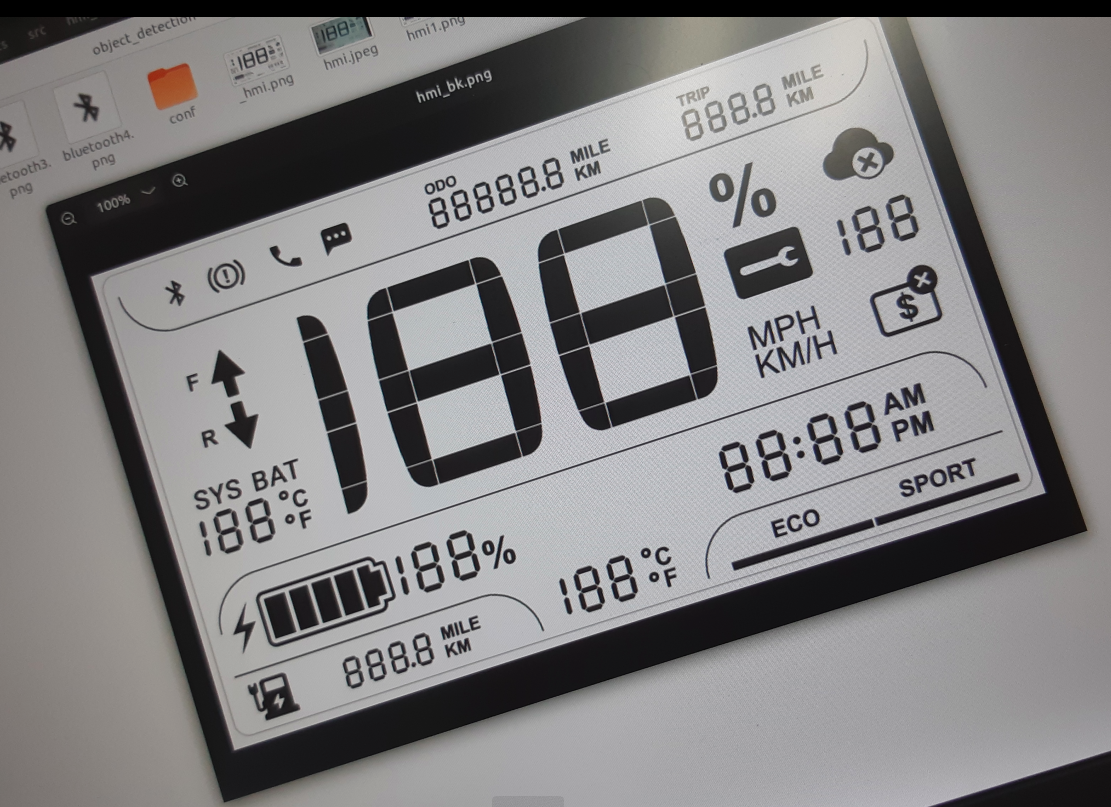 src
object_detection
bluetooth4.
png
etooth3.
png
conf
_hmi.png
hmi.jpeg
hmi1.png
hmi_bk.png
100%
ODO
88888.8 MILE
KM
TRIP
888.8 MILE
KM
188
%
188
$
MPH
KM/H
F
R
SYS BAT
188 °C
°F
88:88 AM
PM
ECO
SPORT
188%
188 °C
°F
888.8 MILE
KM